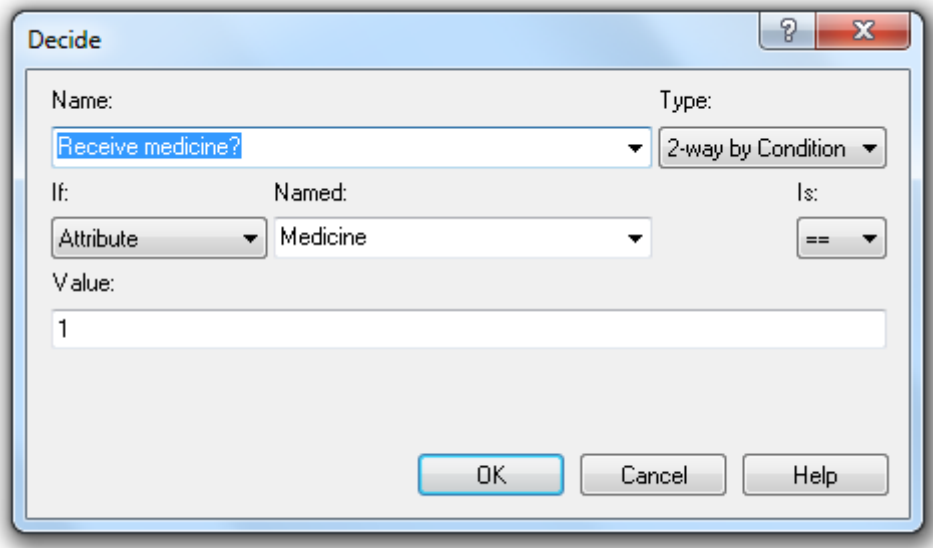 Decide
Name: Type:
Receive medicine? 2-way by Condition
If: Named: Is:
Attribute Medicine ==
Value:
1
OK Cancel Help